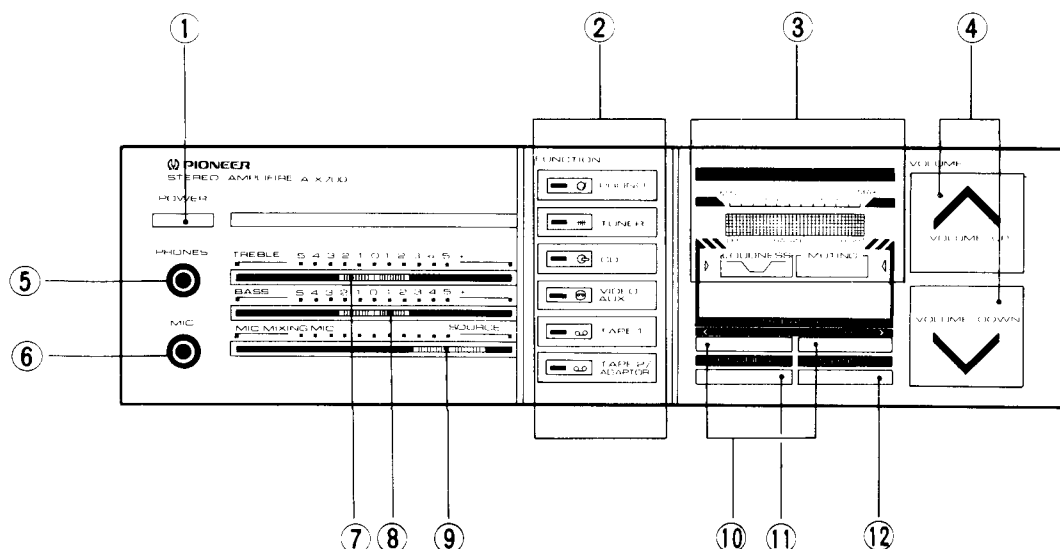 ① ② ③ ④
PIONEER
STEREO AMPLIFIRE A-X700
POWER
PHONES
MIC
⑤
⑥
TREBLE 5 4 3 2 1 0 1 2 3 4 5 +
BASS 5 4 3 2 1 0 1 2 3 4 5 +
MIC MIXING MIC SOURCE
FUNCTION
PHONO
TUNER
CD
VIDEO
AUX
TAPE 1
TAPE 2/
ADAPTOR
MIN MAX
LOUDNESS MUTING
VOLUME
VOLUME UP
VOLUME DOWN
⑦ ⑧ ⑨ ⑩ ⑪ ⑫